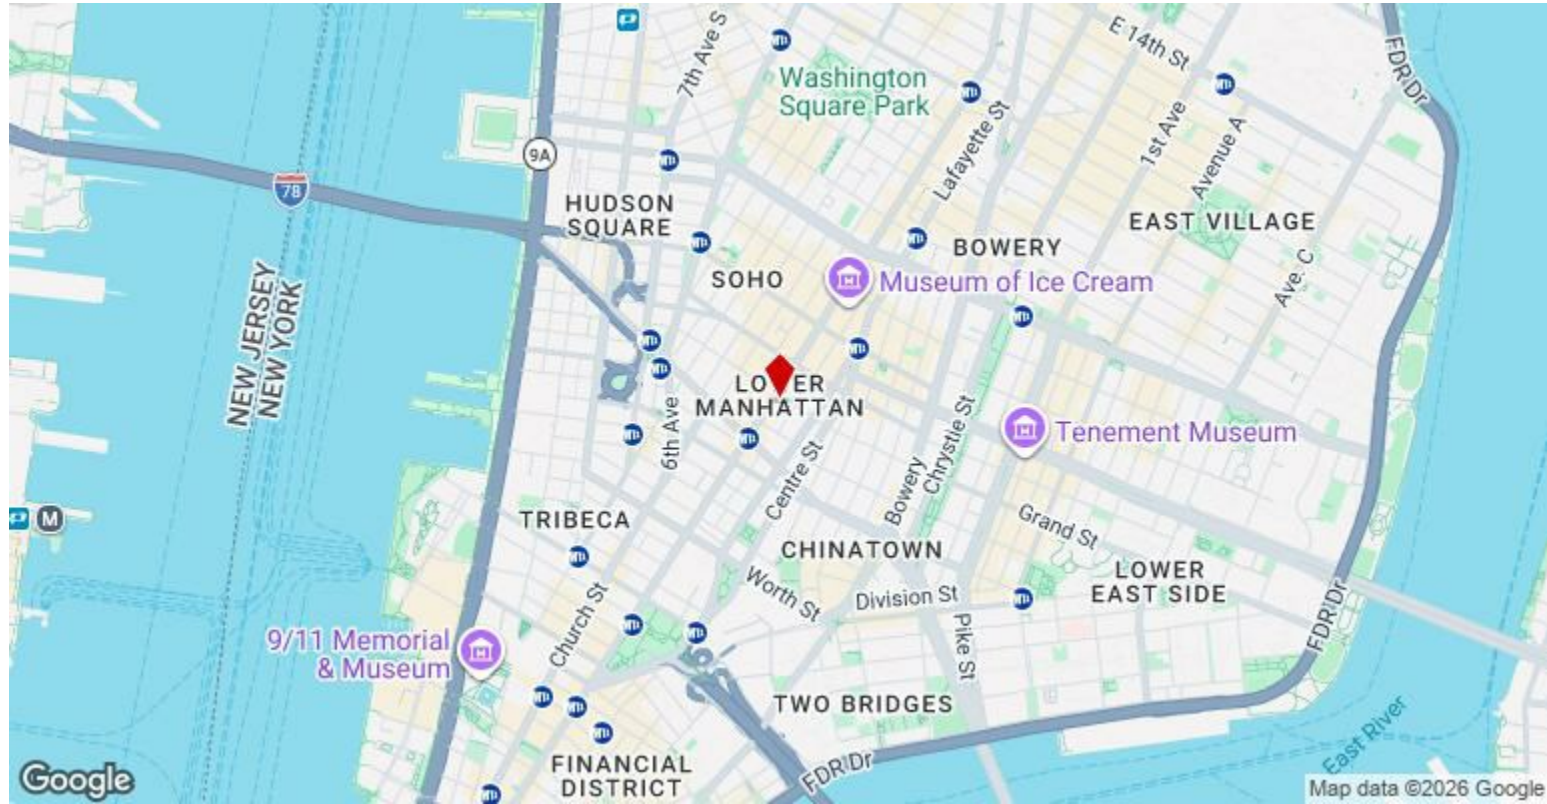 E 14th St
7th Ave S
FDR Dr
Washington
Square Park
Lafayette St
1st Ave
Avenue A
9A
78
HUDSON
SQUARE
EAST VILLAGE
BOWERY
SOHO
Museum of Ice Cream
Ave. C
NEW JERSEY
NEW YORK
LOWER
MANHATTAN
6th Ave
Chrystie St
Tenement Museum
Centre St
Bowery
M
TRIBECA
Grand St
CHINATOWN
LOWER
EAST SIDE
Worth St
Division St
Church St
Pike St
FDR Dr
9/11 Memorial
& Museum
TWO BRIDGES
East River
FINANCIAL
DISTRICT
FDR Dr
Google
Map data ©2026 Google